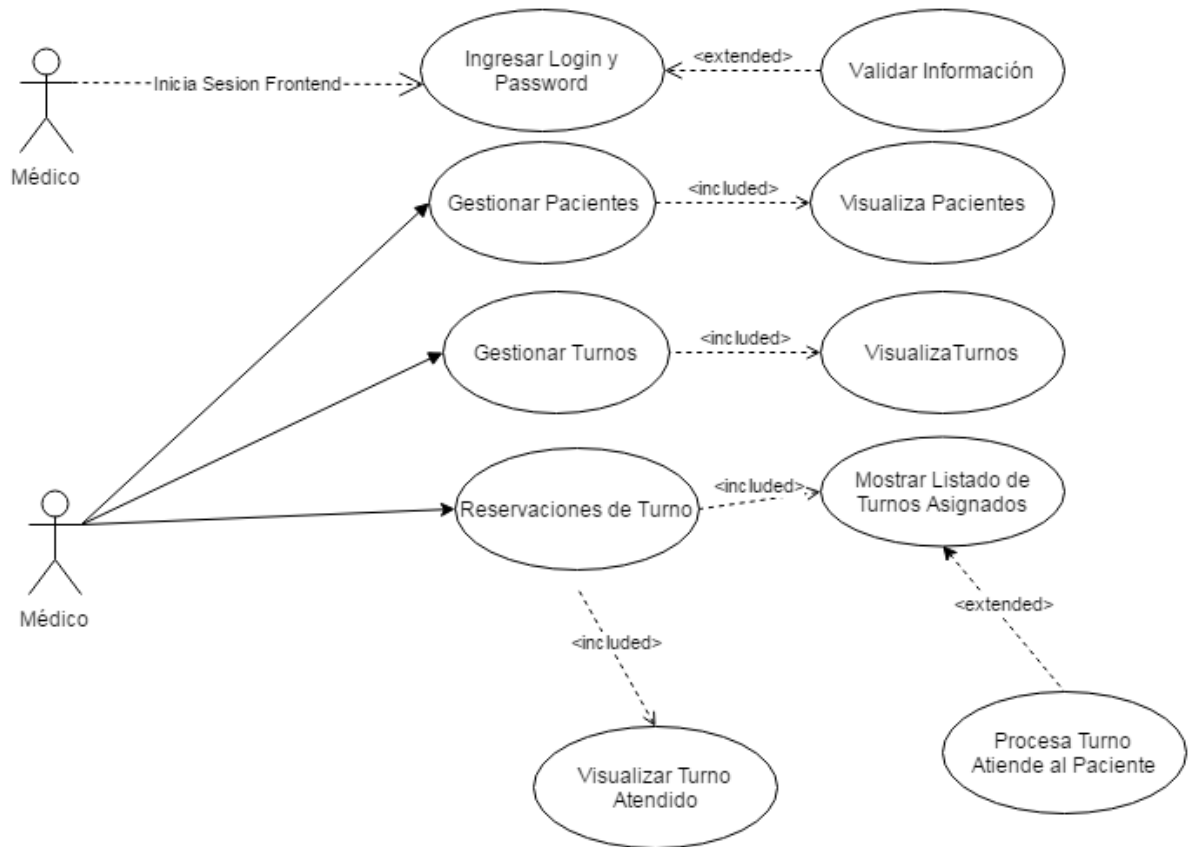 Ingresar Login y
Password
<extended>
Validar Información
Inicia Sesion Frontend
Médico
Gestionar Pacientes
<included>
Visualiza Pacientes
Gestionar Turnos
<included>
VisualizaTurnos
Reservaciones de Turno
<included>
Mostrar Listado de
Turnos Asignados
Médico
<extended>
<included>
Procesa Turno
Atiende al Paciente
Visualizar Turno
Atendido